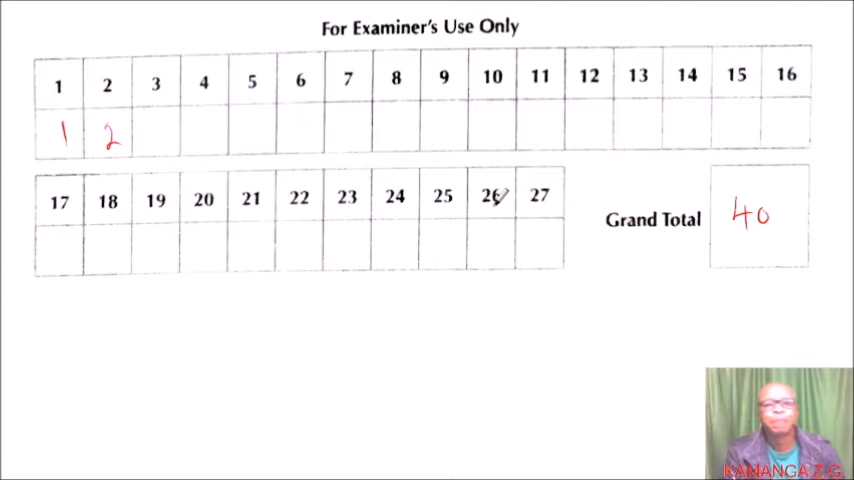 For Examiner's Use Only
1 2 3 4 5 6 7 8 9 10 11 12 13 14 15 16
1 2
17 18 19 20 21 22 23 24 25 26 27
Grand Total 40
KAMANGA Z.G.